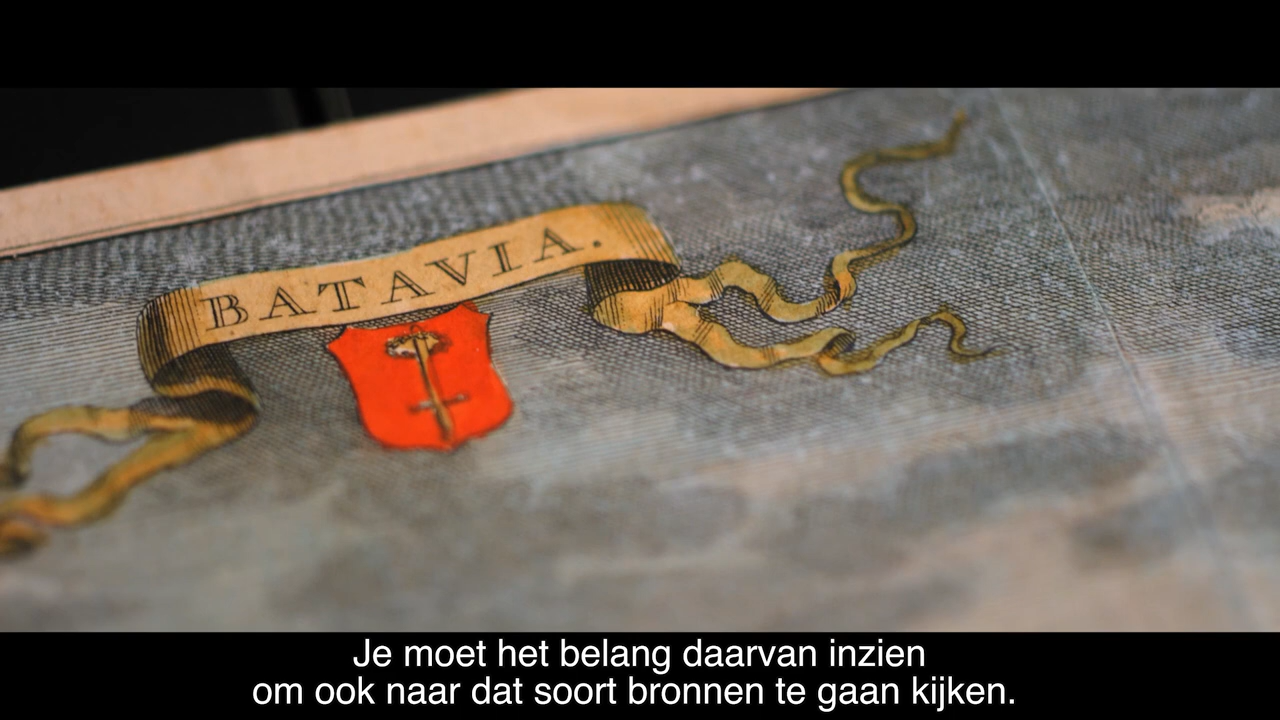 BATAVIA.
Je moet het belang daarvan inzien
om ook naar dat soort bronnen te gaan kijken.